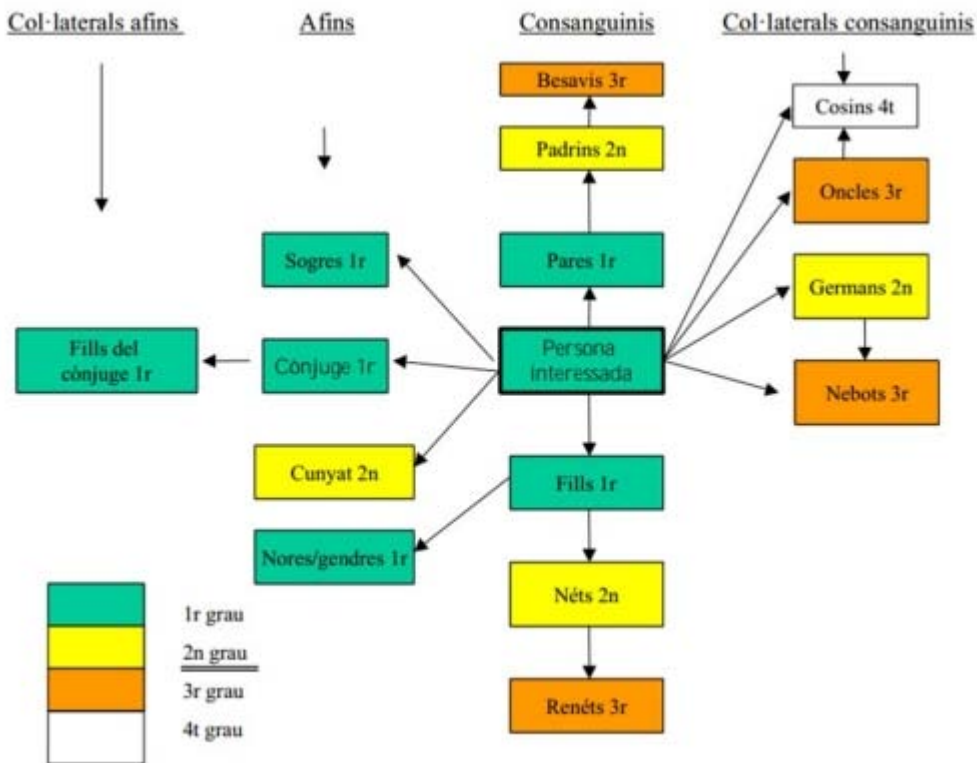 Col·laterals afins
Afins
Consanguinis
Col·laterals consanguinis
Besavis 3r
Cosins 4t
Padrins 2n
Oncles 3r
Sogres 1r
Pares 1r
Germans 2n
Fills del
cònjuge 1r
Cònjuge 1r
Persona
interessada
Nebots 3r
Cunyat 2n
Fills 1r
Nores/gendres 1r
Néts 2n
Renéts 3r
1r grau
2n grau
3r grau
4t grau